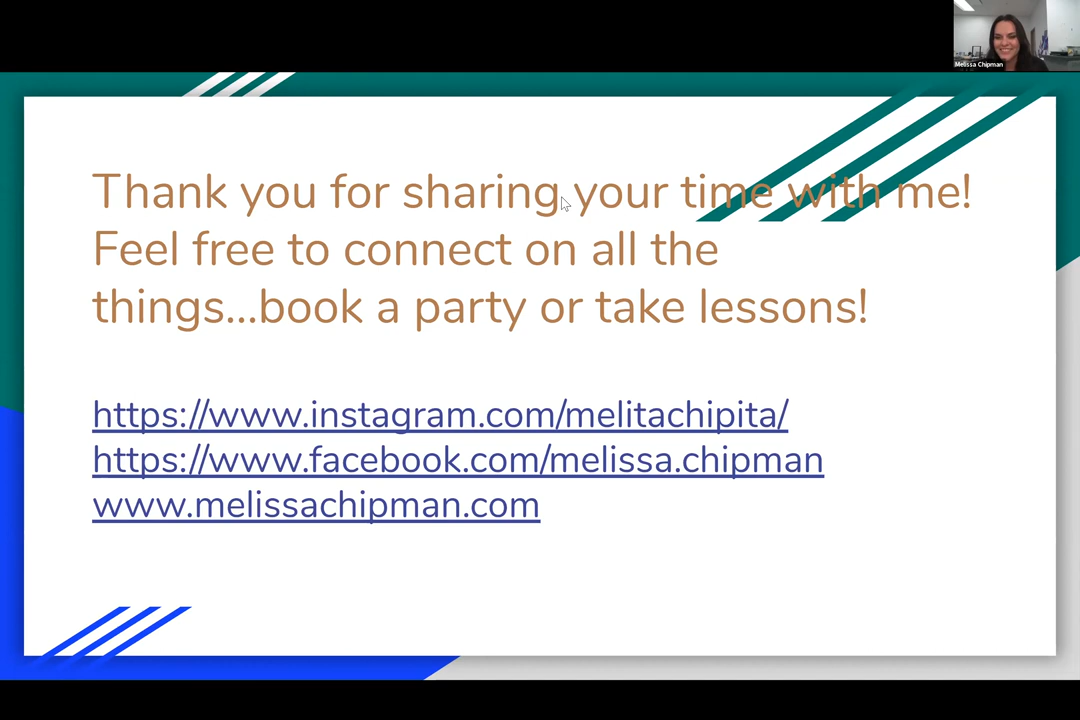 Melissa Chipman
Thank you for sharing your time with me!
Feel free to connect on all the
things...book a party or take lessons!
https://www.instagram.com/melitachipita/
https://www.facebook.com/melissa.chipman
www.melissachipman.com